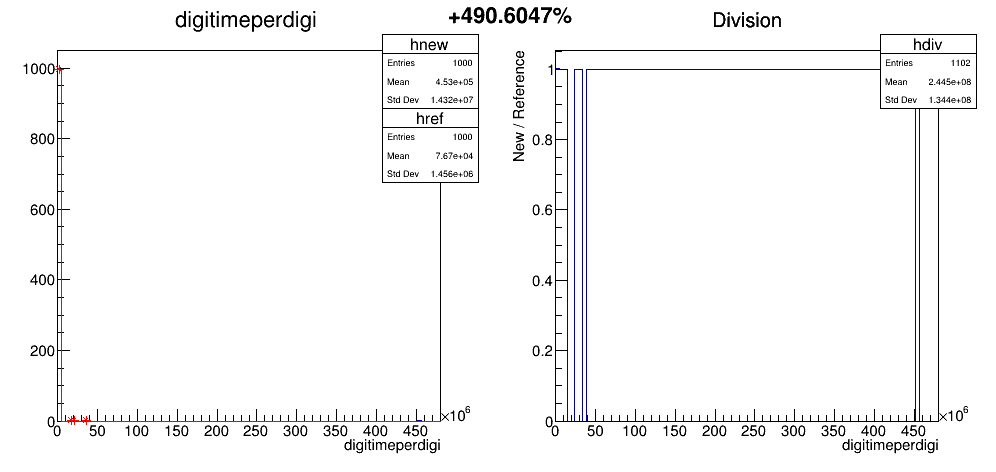 +490.6047%
digitimeperdigi
hnew
Entries 1000
Mean 4.53e+05
Std Dev 1.432e+07
href
Entries 1000
Mean 7.67e+04
Std Dev 1.456e+06
1000
800
600
400
200
0
0 50 100 150 200 250 300 350 400 450
×10⁶
digitimeperdigi
Division
hdiv
Entries 1102
Mean 2.445e+08
Std Dev 1.344e+08
New / Reference
1
0.8
0.6
0.4
0.2
0
0 50 100 150 200 250 300 350 400 450
×10⁶
digitimeperdigi